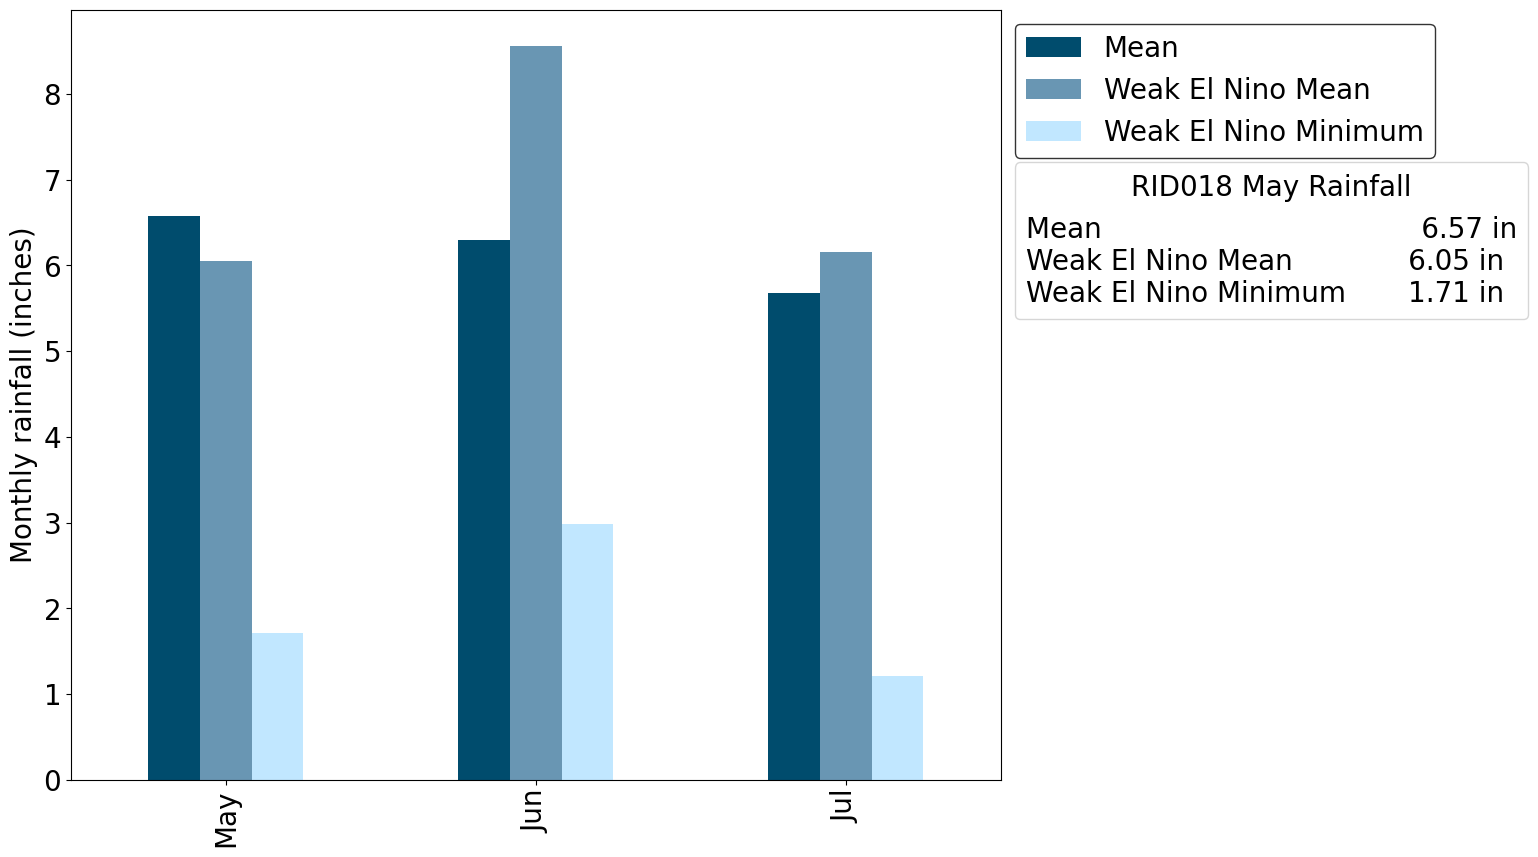 Monthly rainfall (inches)
8
7
6
5
4
3
2
1
0
May
Jun
Jul
Mean
Weak El Nino Mean
Weak El Nino Minimum
RID018 May Rainfall
Mean 6.57 in
Weak El Nino Mean 6.05 in
Weak El Nino Minimum 1.71 in